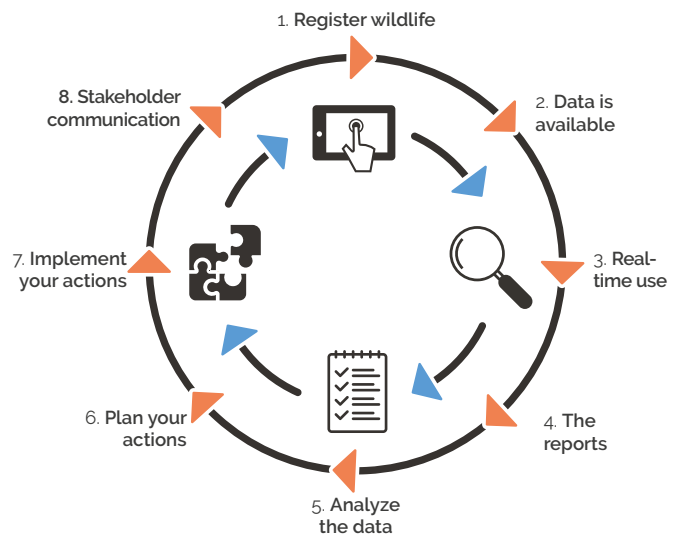 1. Register wildlife
2. Data is
available
3. Real-
time use
4. The
reports
5. Analyze
the data
6. Plan your
actions
7. Implement
your actions
8. Stakeholder
communication